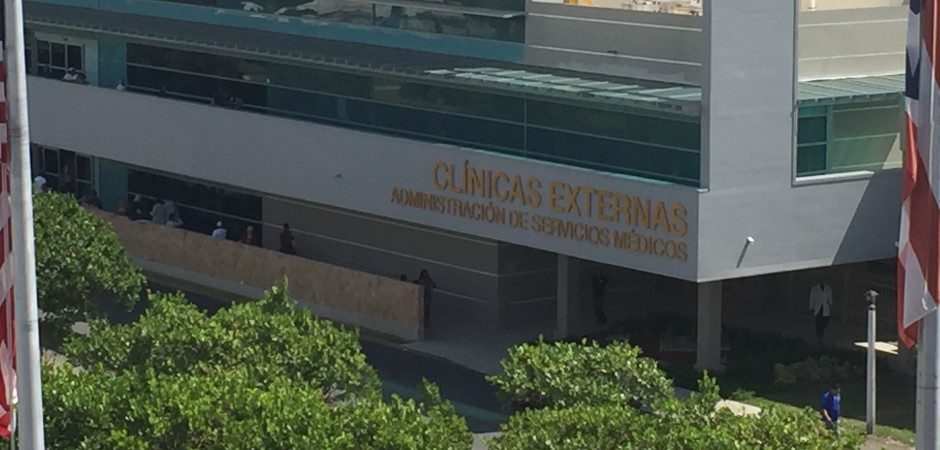 CLÍNICAS EXTERNAS
ADMINISTRACIÓN DE SERVICIOS MÉDICOS